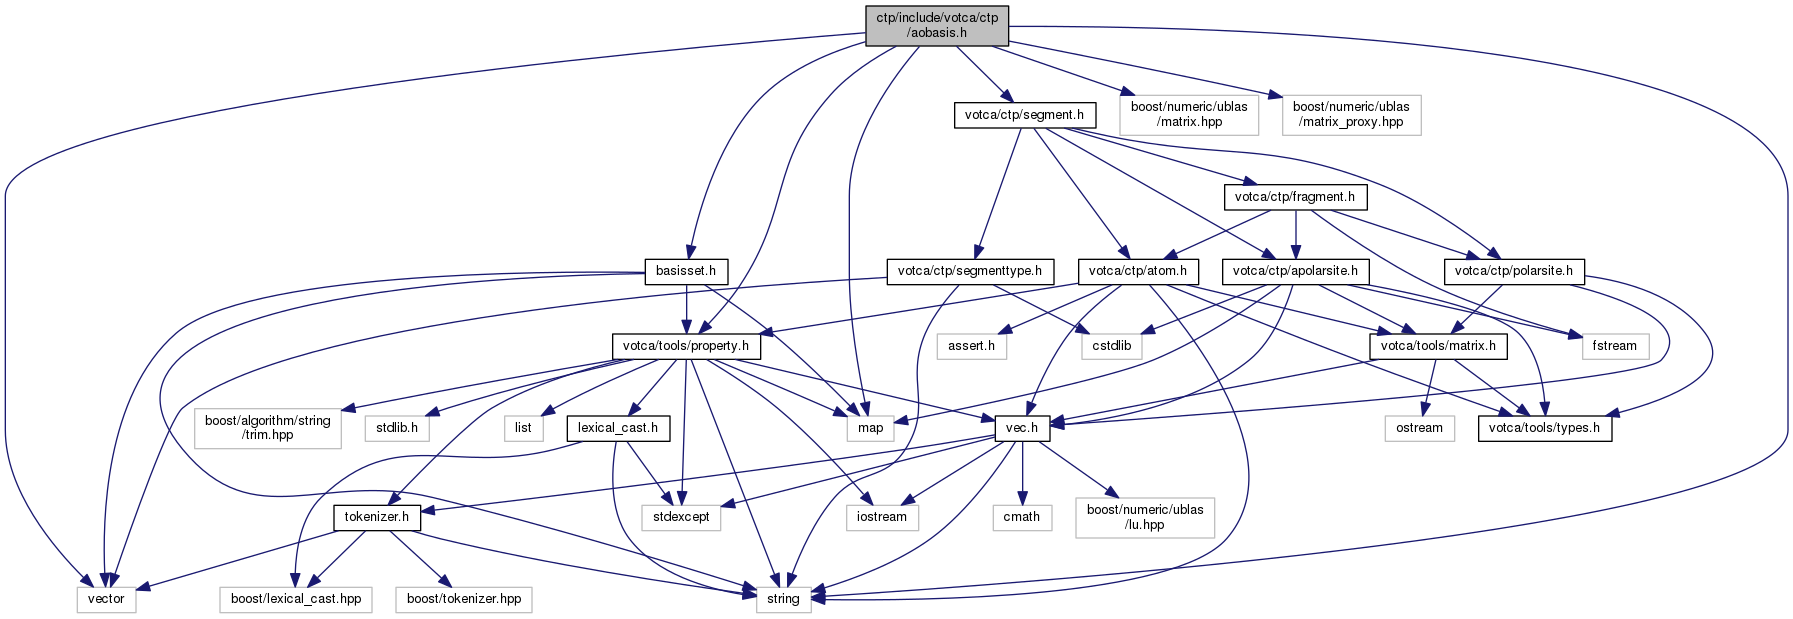 ctp/include/votca/ctp
/aobasis.h
votca/ctp/segment.h
boost/numeric/ublas
/matrix.hpp
boost/numeric/ublas
/matrix_proxy.hpp
votca/ctp/fragment.h
basisset.h
votca/ctp/segmenttype.h
votca/ctp/atom.h
votca/ctp/apolarsite.h
votca/ctp/polarsite.h
votca/tools/property.h
assert.h
cstdlib
votca/tools/matrix.h
fstream
boost/algorithm/string
/trim.hpp
stdlib.h
list
lexical_cast.h
map
vec.h
ostream
votca/tools/types.h
tokenizer.h
stdexcept
iostream
cmath
boost/numeric/ublas
/lu.hpp
vector
boost/lexical_cast.hpp
boost/tokenizer.hpp
string